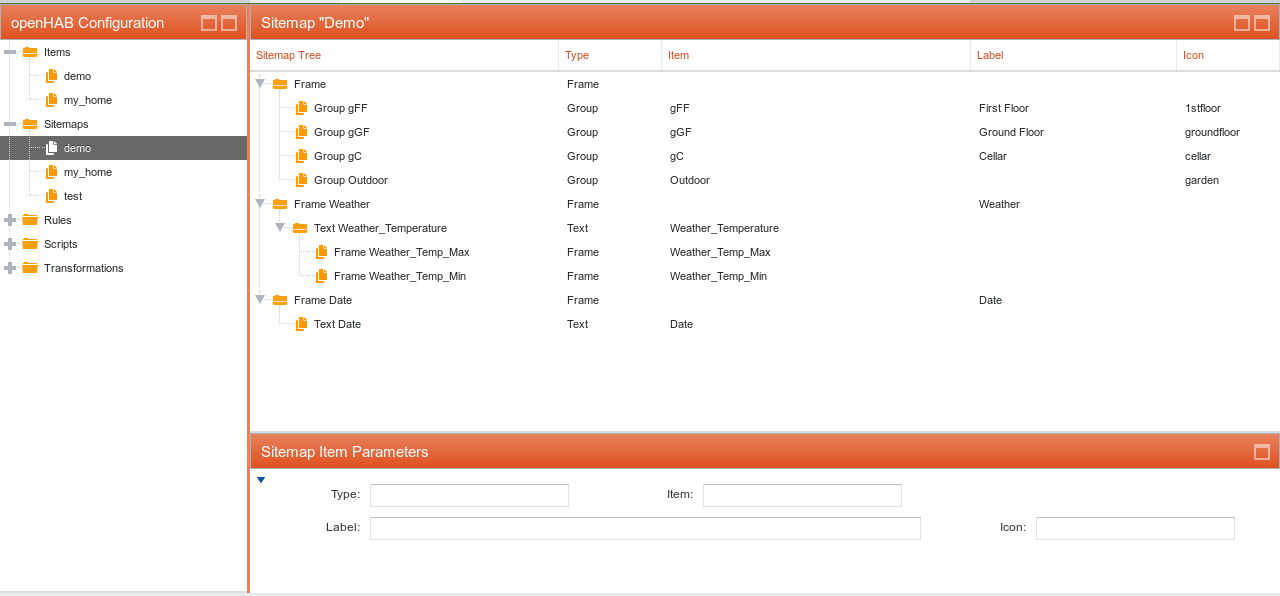 openHAB Configuration
Items
demo
my_home
Sitemaps
demo
my_home
test
Rules
Scripts
Transformations
Sitemap "Demo"
Sitemap Tree Type Item Label Icon
Frame Frame
Group gFF Group gFF First Floor 1stfloor
Group gGF Group gGF Ground Floor groundfloor
Group gC Group gC Cellar cellar
Group Outdoor Group Outdoor garden
Frame Weather Frame Weather
Text Weather_Temperature Text Weather_Temperature
Frame Weather_Temp_Max Frame Weather_Temp_Max
Frame Weather_Temp_Min Frame Weather_Temp_Min
Frame Date Frame Date
Text Date Text Date
Sitemap Item Parameters
Type: Item:
Label: Icon: